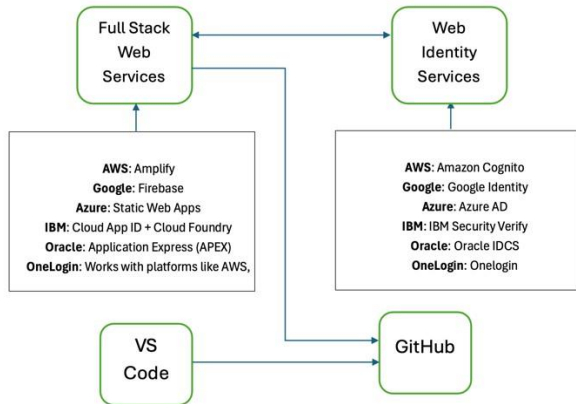 Full Stack
Web
Services
Web
Identity
Services
AWS: Amplify
Google: Firebase
Azure: Static Web Apps
IBM: Cloud App ID + Cloud Foundry
Oracle: Application Express (APEX)
OneLogin: Works with platforms like AWS,
AWS: Amazon Cognito
Google: Google Identity
Azure: Azure AD
IBM: IBM Security Verify
Oracle: Oracle IDCS
OneLogin: Onelogin
VS
Code
GitHub